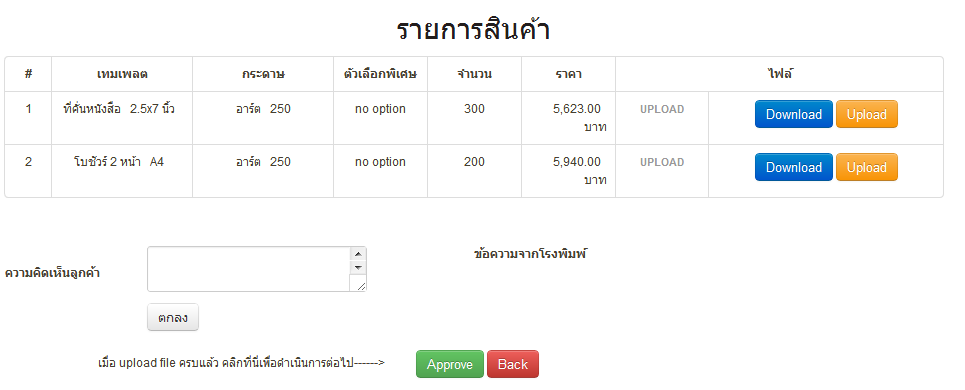 รายการสินค้า
# เทมเพลต กระดาษ ตัวเลือกพิเศษ จำนวน ราคา ไฟล์
1 ที่คั่นหนังสือ 2.5x7 นิ้ว อาร์ต 250 no option 300 5,623.00 UPLOAD Download Upload
บาท
2 โบชัวร์ 2 หน้า A4 อาร์ต 250 no option 200 5,940.00 UPLOAD Download Upload
บาท
ข้อความจากโรงพิมพ์
ความคิดเห็นลูกค้า
ตกลง
เมื่อ upload file ครบแล้ว คลิกที่นี่เพื่อดำเนินการต่อไป------> Approve Back